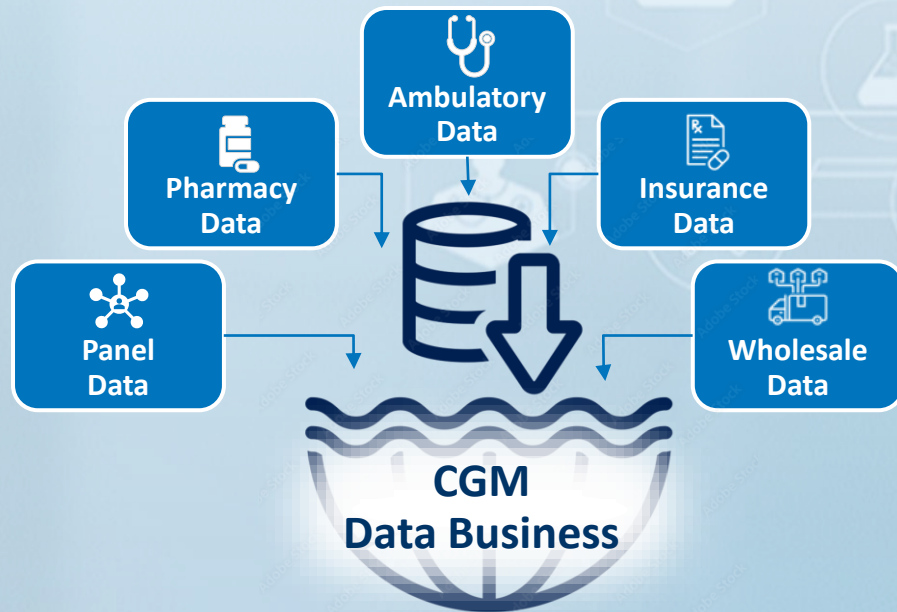 Ambulatory
Data
Pharmacy
Data
Insurance
Data
Panel
Data
Wholesale
Data
CGM
Data Business